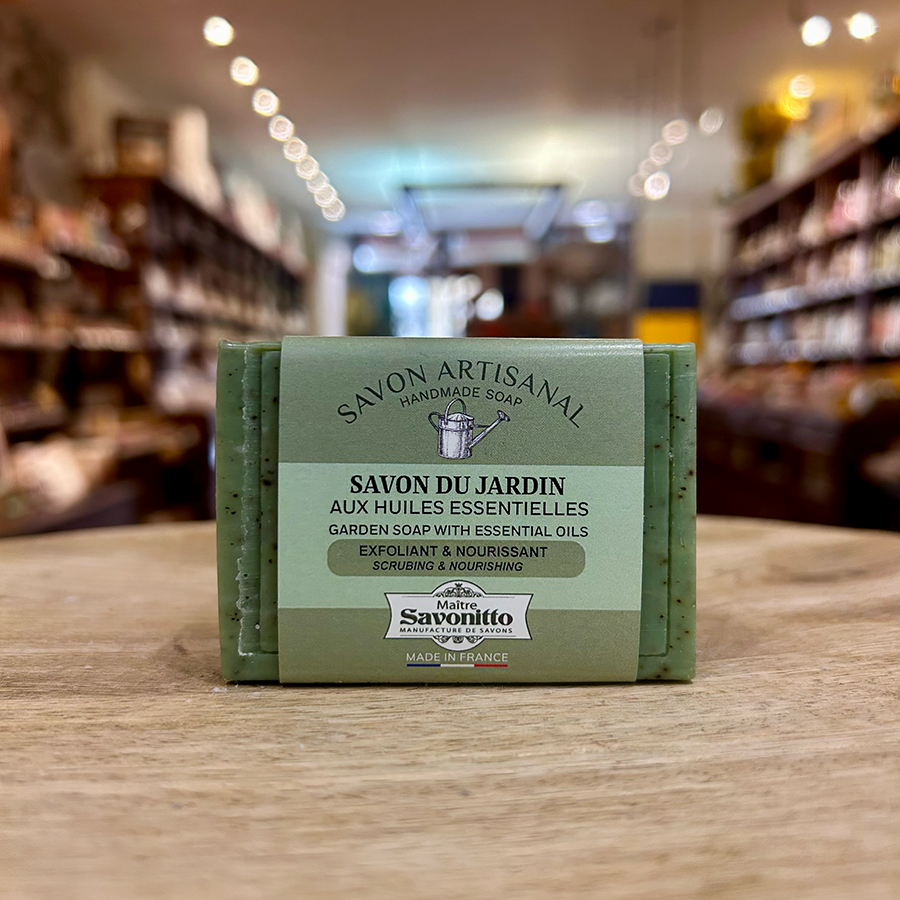 SAVON ARTISANAL
HANDMADE SOAP
SAVON DU JARDIN
AUX HUILES ESSENTIELLES
GARDEN SOAP WITH ESSENTIAL OILS
EXFOLIANT & NOURISSANT
SCRUBING & NOURISHING
Maître
Savonitto
MANUFACTURE DE SAVONS
MADE IN FRANCE